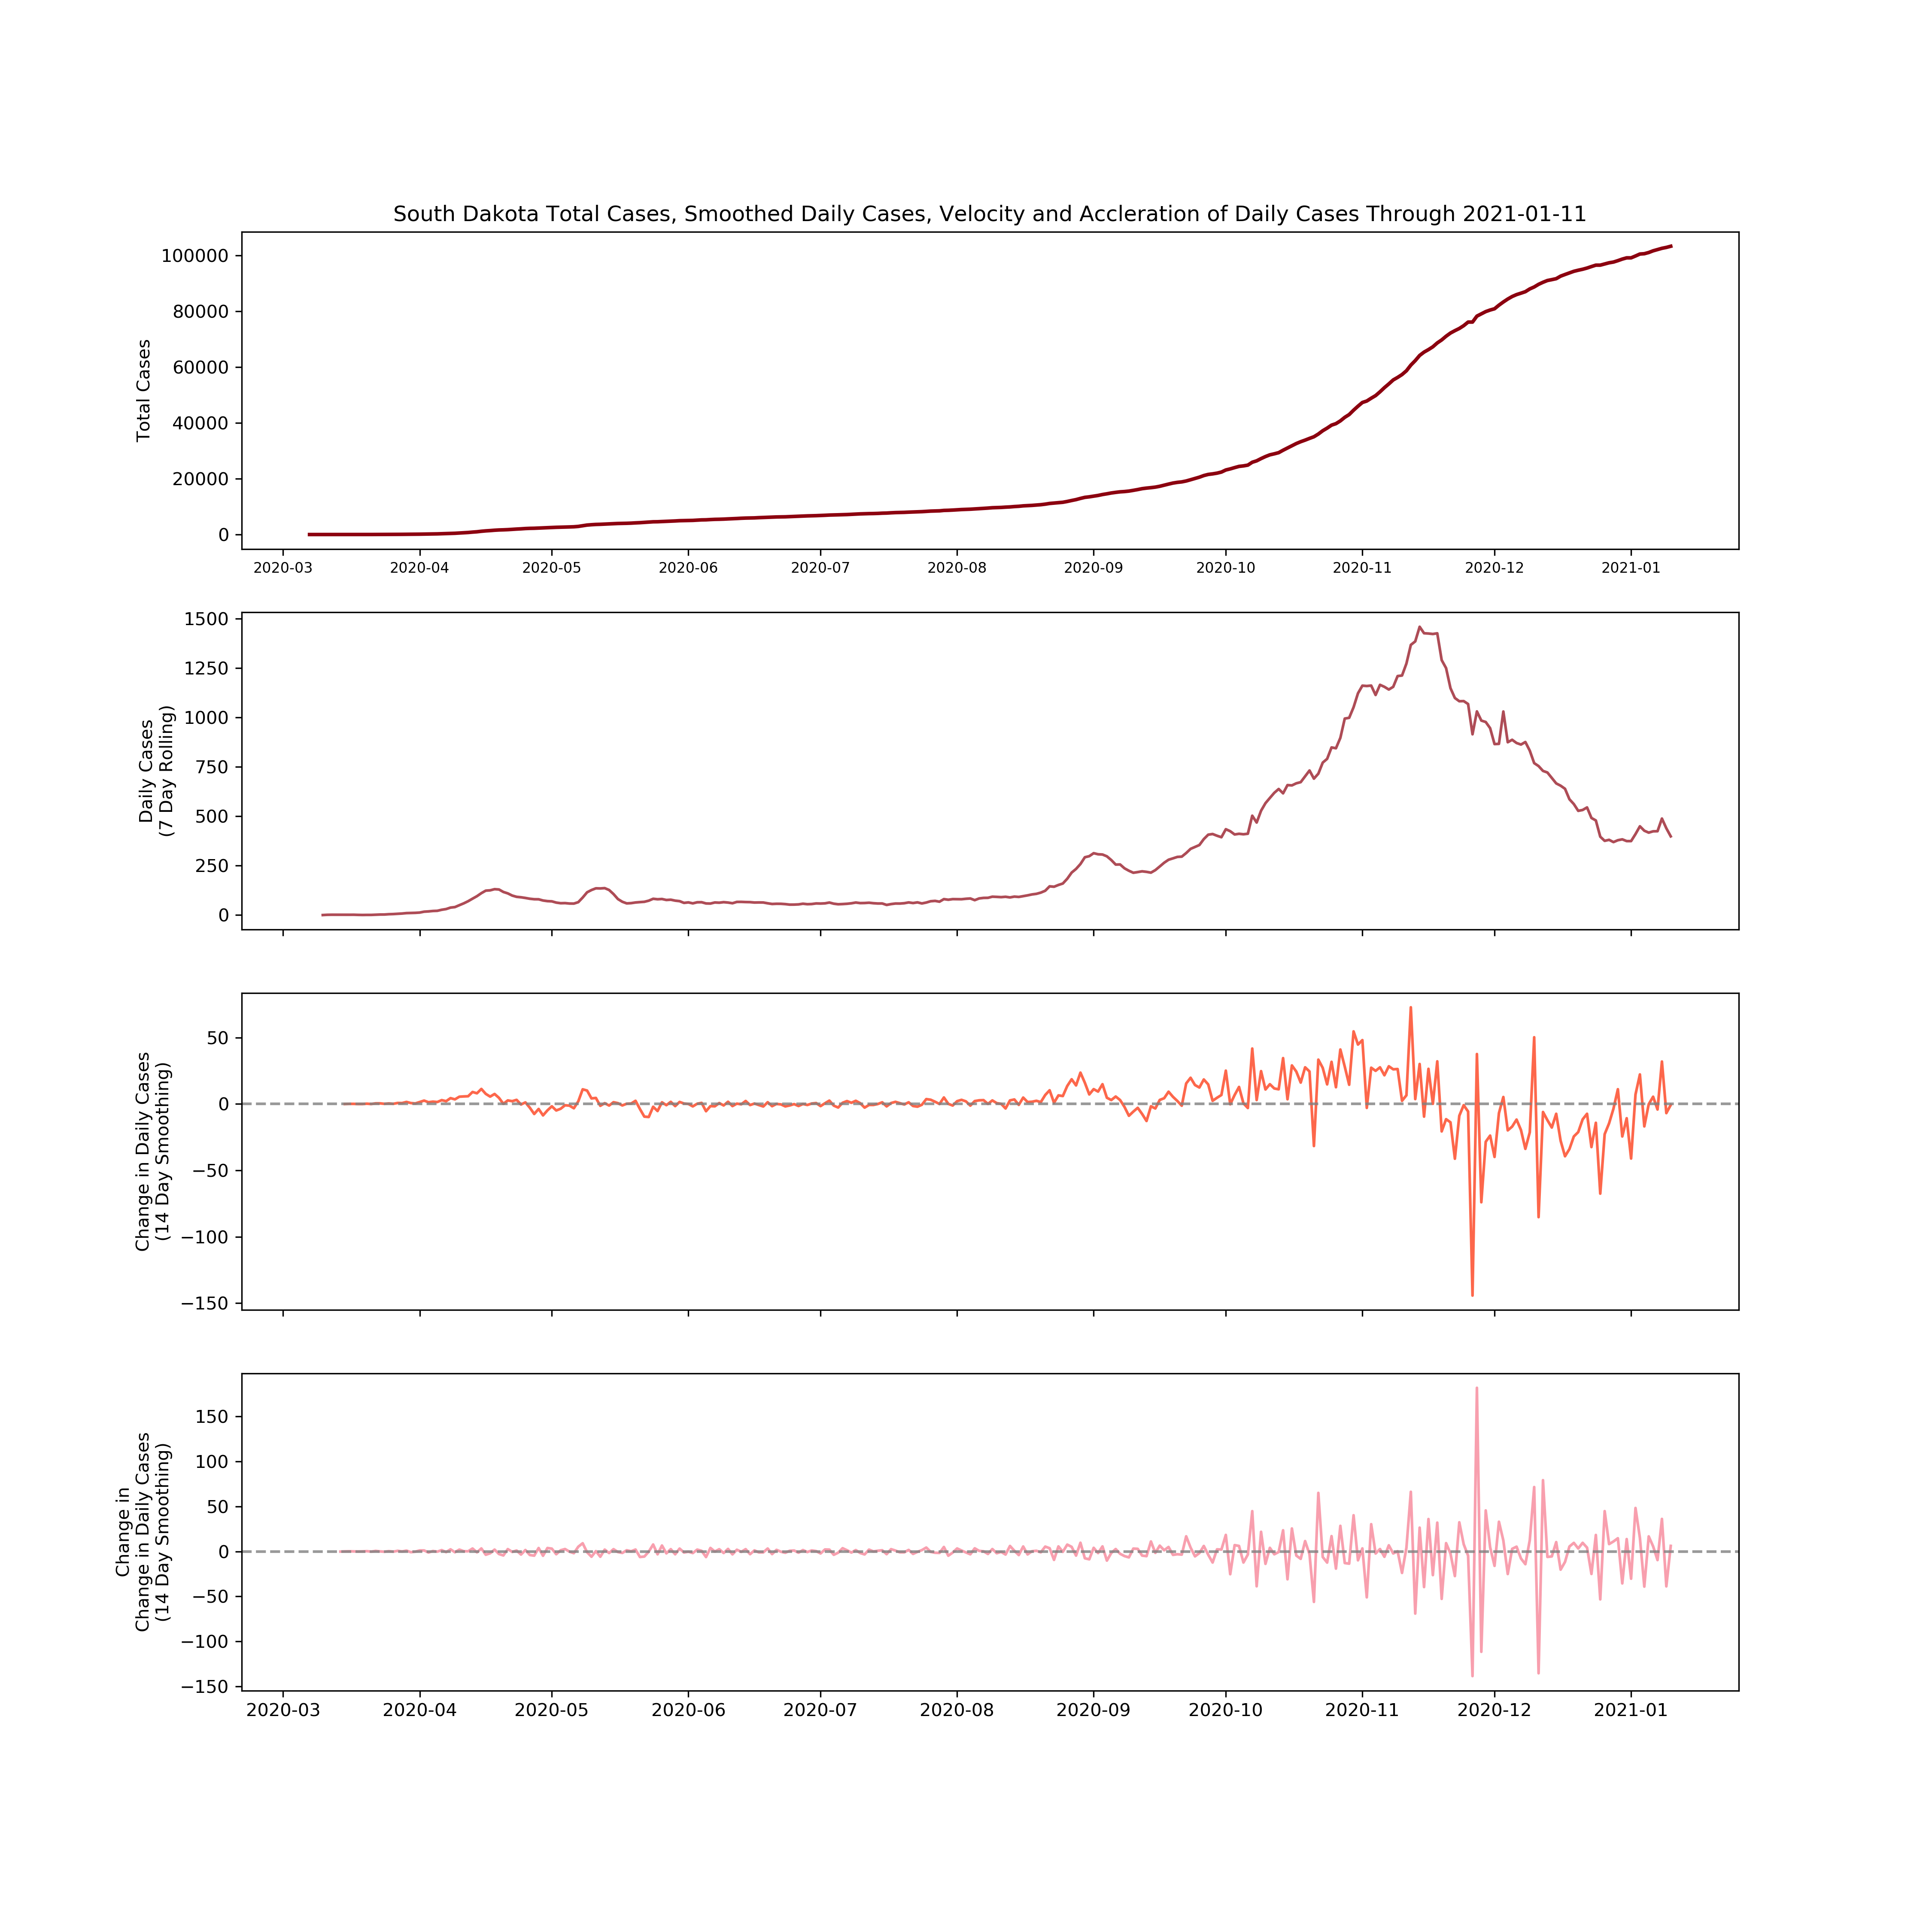 South Dakota Total Cases, Smoothed Daily Cases, Velocity and Accleration of Daily Cases Through 2021-01-11
Total Cases
100000
80000
60000
40000
20000
0
2020-03 2020-04 2020-05 2020-06 2020-07 2020-08 2020-09 2020-10 2020-11 2020-12 2021-01
Daily Cases
(7 Day Rolling)
1500
1250
1000
750
500
250
0
Change in Daily Cases
(14 Day Smoothing)
50
0
−50
−100
−150
Change in
Change in Daily Cases
(14 Day Smoothing)
150
100
50
0
−50
−100
−150
2020-03 2020-04 2020-05 2020-06 2020-07 2020-08 2020-09 2020-10 2020-11 2020-12 2021-01